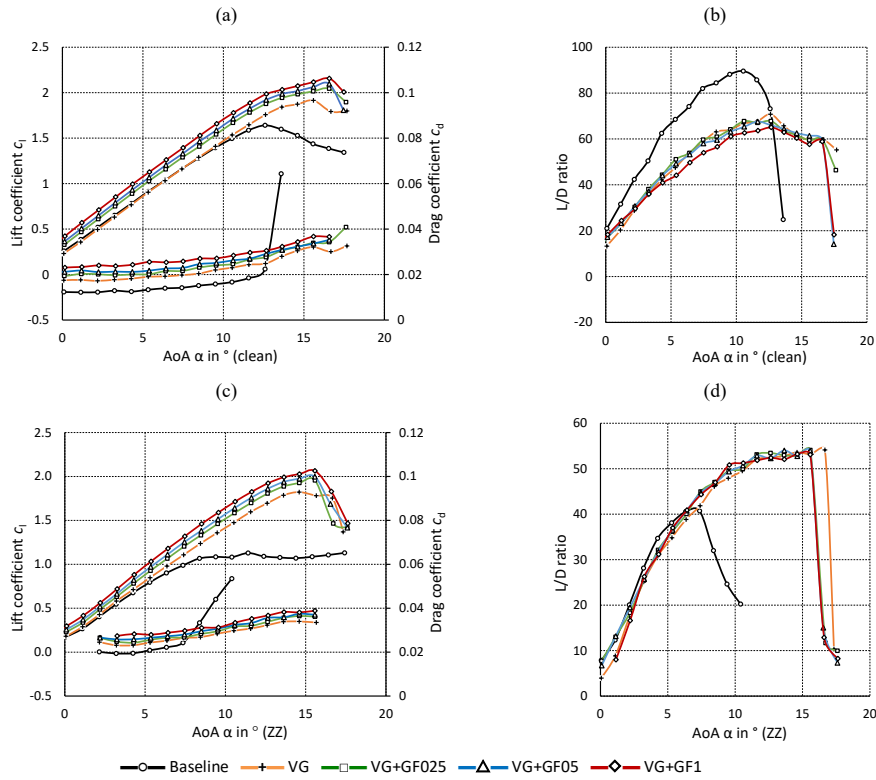 (a)
(b)
2.5
2
1.5
1
0.5
0
-0.5
Lift coefficient cl
0.12
0.1
0.08
0.06
0.04
0.02
0
Drag coefficient cd
0 5 10 15 20
AoA α in ° (clean)
100
80
60
40
20
0
-20
L/D ratio
0 5 10 15 20
AoA α in ° (clean)
(c)
(d)
2.5
2.0
1.5
1.0
0.5
0.0
-0.5
Lift coefficient cl
0.12
0.10
0.08
0.06
0.04
0.02
0
Drag coefficient cd
0 5 10 15 20
AoA α in ° (ZZ)
60
50
40
30
20
10
0
L/D ratio
0 5 10 15 20
AoA α in ° (ZZ)
Baseline VG VG+GF025 VG+GF05 VG+GF1